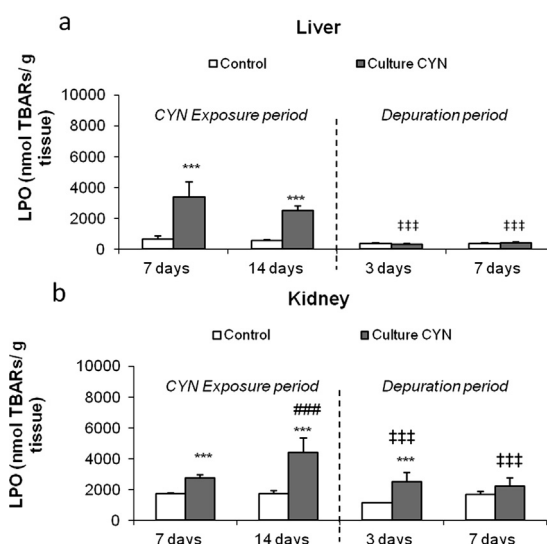 a
Liver
Control Culture CYN
LPO (nmol TBARs/ g
tissue)
10000
8000
6000
4000
2000
0
CYN Exposure period Depuration period
***
***
‡‡‡
‡‡‡
7 days 14 days 3 days 7 days
b
Kidney
Control Culture CYN
LPO (nmol TBARs/ g
tissue)
10000
8000
6000
4000
2000
0
CYN Exposure period Depuration period
***
###
***
‡‡‡
***
‡‡‡
7 days 14 days 3 days 7 days